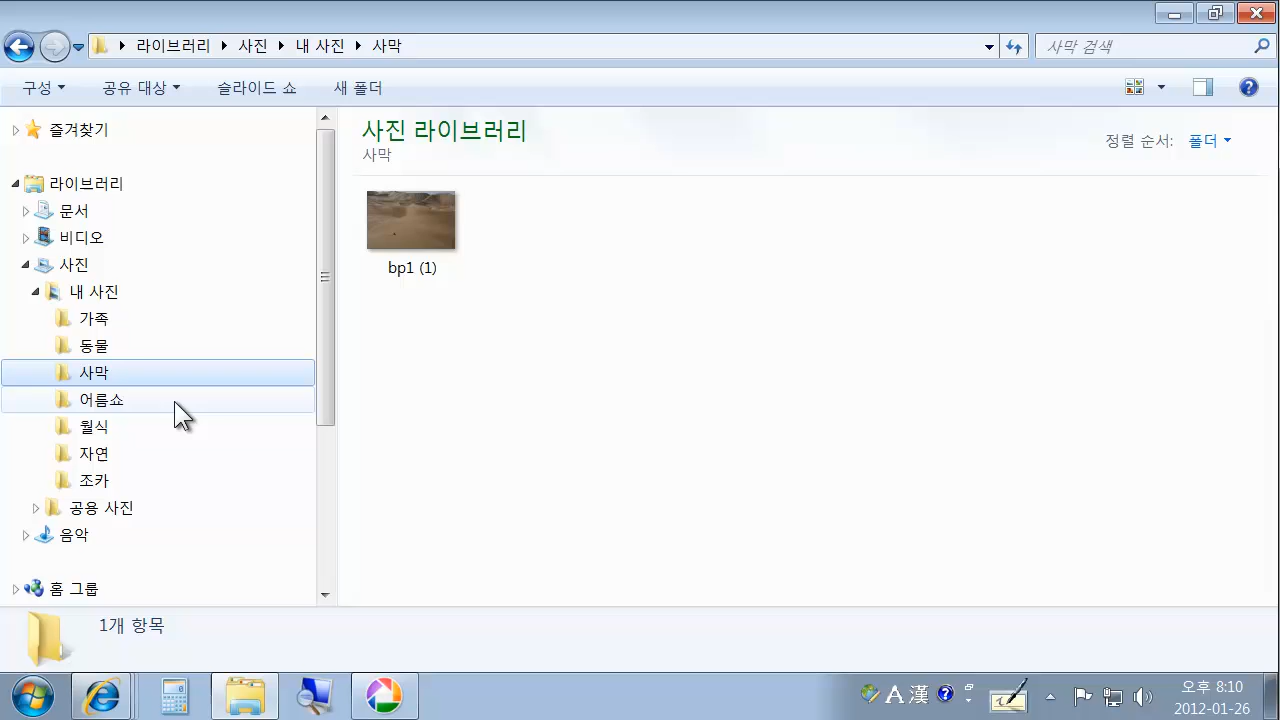 라이브러리 사진 내 사진 사막
사막 검색
구성 공유 대상 슬라이드 쇼 새 폴더
즐겨찾기
라이브러리
문서
비디오
사진
내 사진
가족
동물
사막
어름쇼
월식
자연
조카
공용 사진
음악
홈 그룹
사진 라이브러리
사막
정렬 순서: 폴더
bp1 (1)
1개 항목
A 漢
오후 8:10
2012-01-26